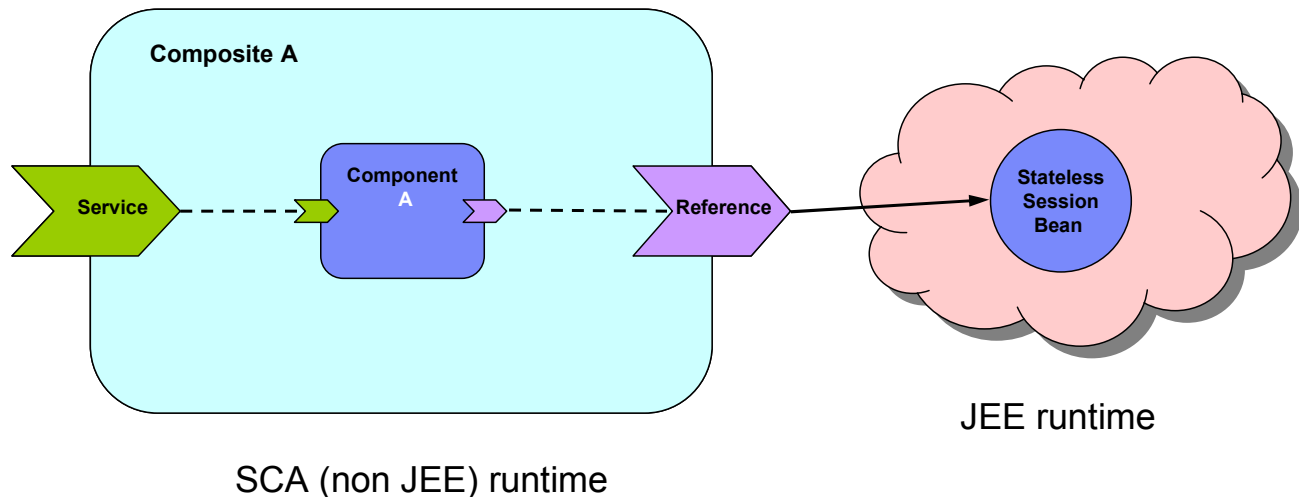 Composite A
Service
Component
A
Reference
Stateless
Session
Bean
JEE runtime
SCA (non JEE) runtime